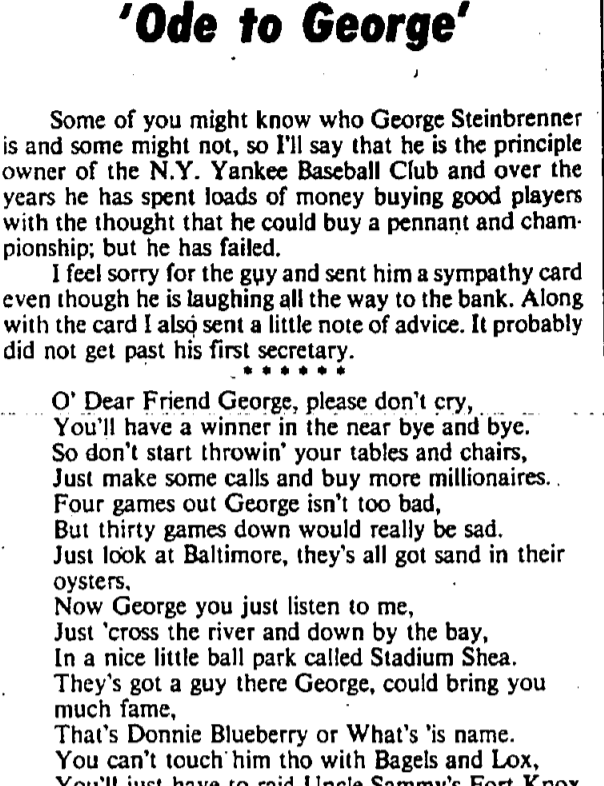 'Ode to George'
Some of you might know who George Steinbrenner
is and some might not, so I'll say that he is the principle
owner of the N.Y. Yankee Baseball Club and over the
years he has spent loads of money buying good players
with the thought that he could buy a pennant and cham-
pionship; but he has failed.
I feel sorry for the guy and sent him a sympathy card
even though he is laughing all the way to the bank. Along
with the card I also sent a little note of advice. It probably
did not get past his first secretary.
* * * * * *
O' Dear Friend George, please don't cry,
You'll have a winner in the near bye and bye.
So don't start throwin' your tables and chairs,
Just make some calls and buy more millionaires.
Four games out George isn't too bad,
But thirty games down would really be sad.
Just look at Baltimore, they's all got sand in their
oysters,
Now George you just listen to me,
Just 'cross the river and down by the bay,
In a nice little ball park called Stadium Shea.
They's got a guy there George, could bring you
much fame,
That's Donnie Blueberry or What's 'is name.
You can't touch him tho with Bagels and Lox,
You'll just have to raid Uncle Sammy's Fort Knox